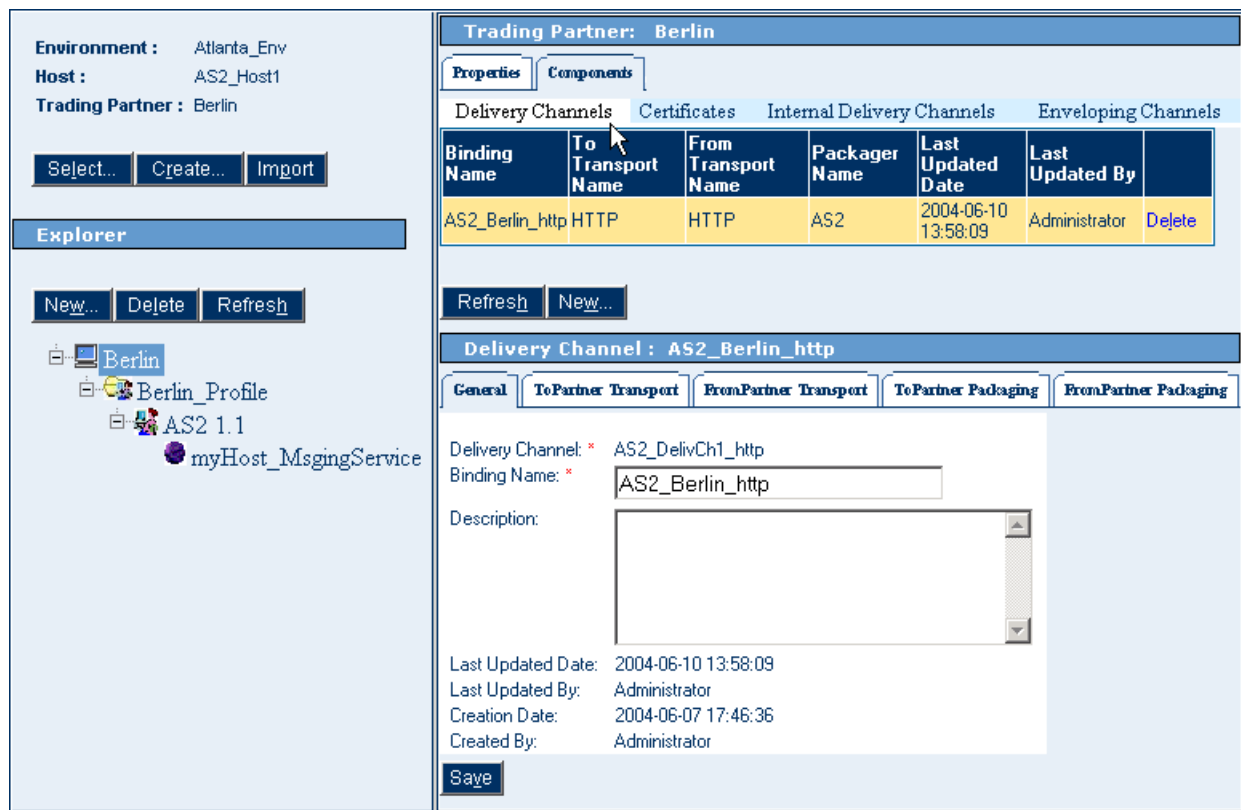 Environment : Atlanta_Env
Host : AS2_Host1
Trading Partner : Berlin
Select... Create... Import
Explorer
New... Delete Refresh
Berlin
Berlin_Profile
AS2 1.1
myHost_MsgingService
Trading Partner: Berlin
Properties Components
Delivery Channels Certificates Internal Delivery Channels Enveloping Channels
Binding Name To Transport Name From Transport Name Packager Name Last Updated Date Last Updated By
AS2_Berlin_http HTTP HTTP AS2 2004-06-10 13:58:09 Administrator Delete
Refresh New...
Delivery Channel : AS2_Berlin_http
General ToPartner Transport FromPartner Transport ToPartner Packaging FromPartner Packaging
Delivery Channel: * AS2_DelivCh1_http
Binding Name: * AS2_Berlin_http
Description:
Last Updated Date: 2004-06-10 13:58:09
Last Updated By: Administrator
Creation Date: 2004-06-07 17:46:36
Created By: Administrator
Save